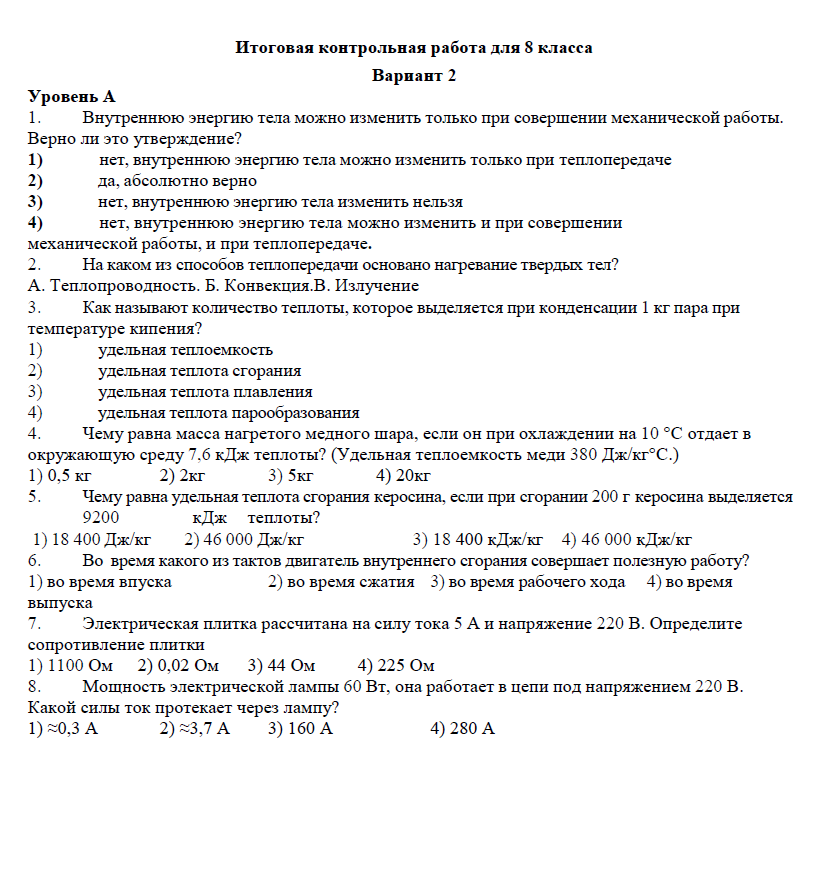 Итоговая контрольная работа для 8 класса
Вариант 2
Уровень А
1. Внутреннюю энергию тела можно изменить только при совершении механической работы.
Верно ли это утверждение?
1) нет, внутреннюю энергию тела можно изменить только при теплопередаче
2) да, абсолютно верно
3) нет, внутреннюю энергию тела изменить нельзя
4) нет, внутреннюю энергию тела можно изменить и при совершении
механической работы, и при теплопередаче.
2. На каком из способов теплопередачи основано нагревание твердых тел?
А. Теплопроводность. Б. Конвекция.В. Излучение
3. Как называют количество теплоты, которое выделяется при конденсации 1 кг пара при
температуре кипения?
1) удельная теплоемкость
2) удельная теплота сгорания
3) удельная теплота плавления
4) удельная теплота парообразования
4. Чему равна масса нагретого медного шара, если он при охлаждении на 10 °С отдает в
окружающую среду 7,6 кДж теплоты? (Удельная теплоемкость меди 380 Дж/кг°С.)
1) 0,5 кг 2) 2кг 3) 5кг 4) 20кг
5. Чему равна удельная теплота сгорания керосина, если при сгорании 200 г керосина выделяется
9200 кДж теплоты?
1) 18 400 Дж/кг 2) 46 000 Дж/кг 3) 18 400 кДж/кг 4) 46 000 кДж/кг
6. Во время какого из тактов двигатель внутреннего сгорания совершает полезную работу?
1) во время впуска 2) во время сжатия 3) во время рабочего хода 4) во время
выпуска
7. Электрическая плитка рассчитана на силу тока 5 А и напряжение 220 В. Определите
сопротивление плитки
1) 1100 Ом 2) 0,02 Ом 3) 44 Ом 4) 225 Ом
8. Мощность электрической лампы 60 Вт, она работает в цепи под напряжением 220 В.
Какой силы ток протекает через лампу?
1) ≈0,3 А 2) ≈3,7 А 3) 160 А 4) 280 А